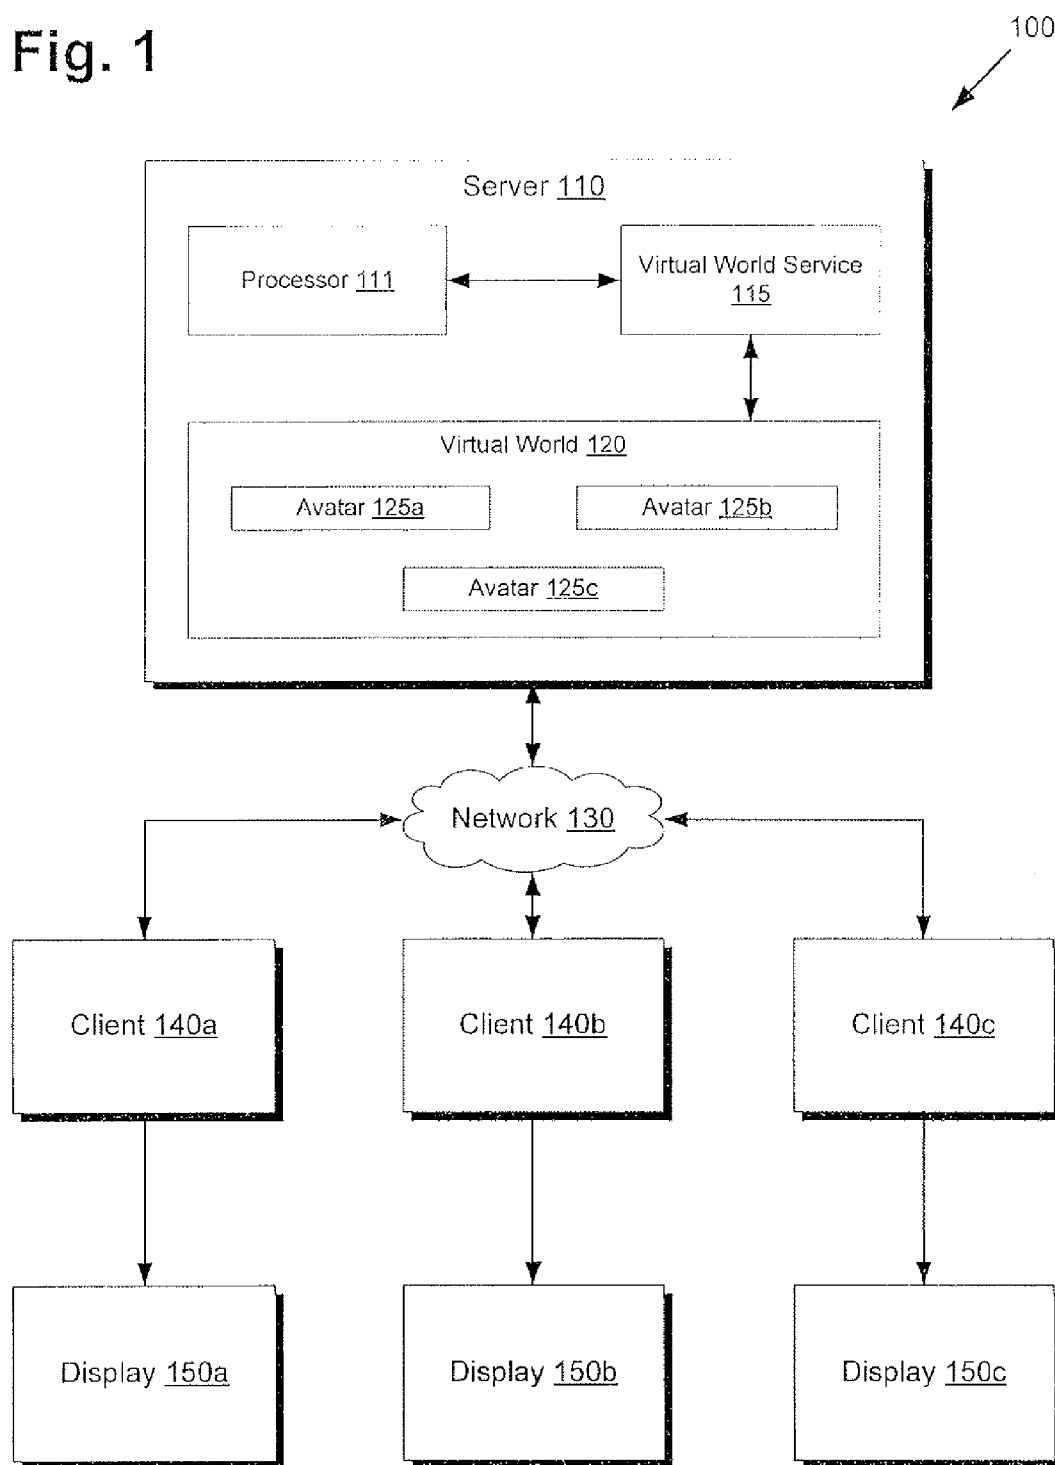 Fig. 1
100
Server 110
Processor 111
Virtual World Service
115
Virtual World 120
Avatar 125a
Avatar 125b
Avatar 125c
Network 130
Client 140a
Client 140b
Client 140c
Display 150a
Display 150b
Display 150c